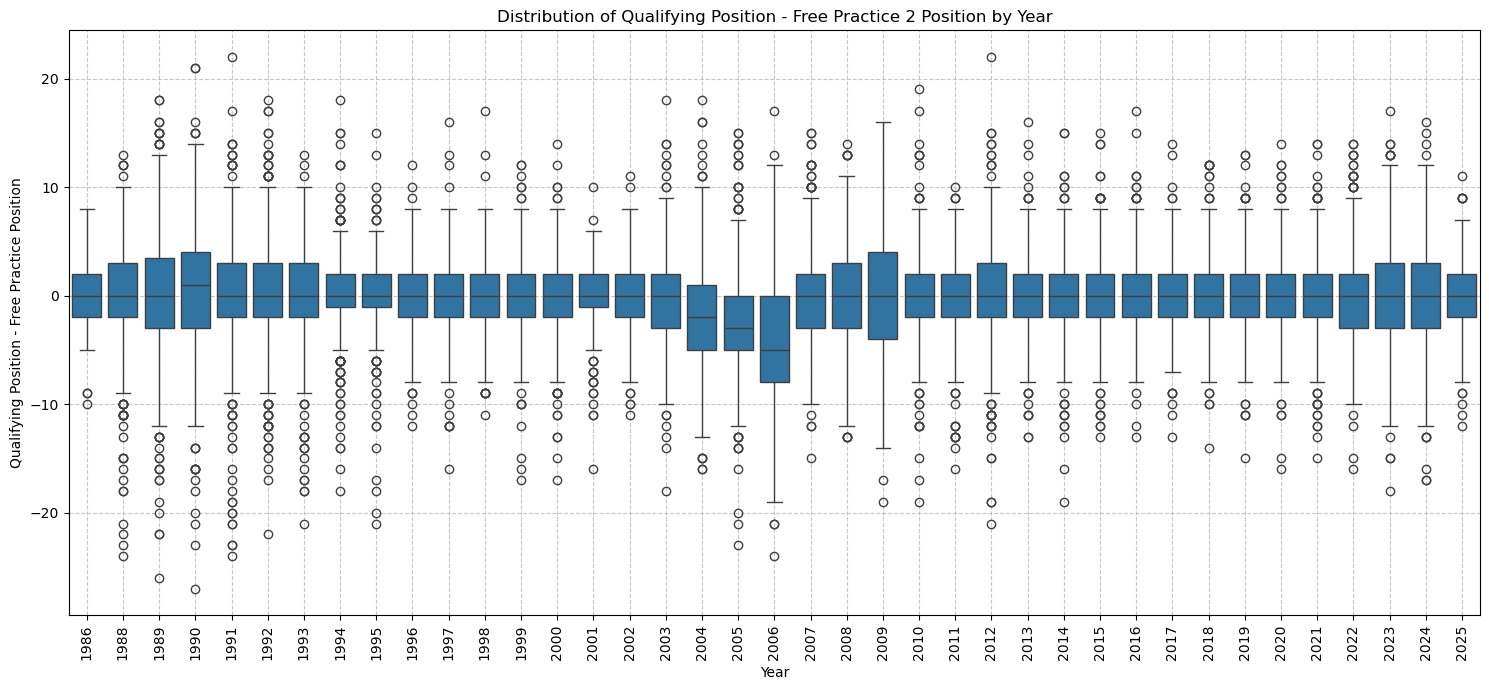 Distribution of Qualifying Position - Free Practice 2 Position by Year
Qualifying Position - Free Practice Position
20
10
0
−10
−20
1986 1988 1989 1990 1991 1992 1993 1994 1995 1996 1997 1998 1999 2000 2001 2002 2003 2004 2005 2006 2007 2008 2009 2010 2011 2012 2013 2014 2015 2016 2017 2018 2019 2020 2021 2022 2023 2024 2025
Year